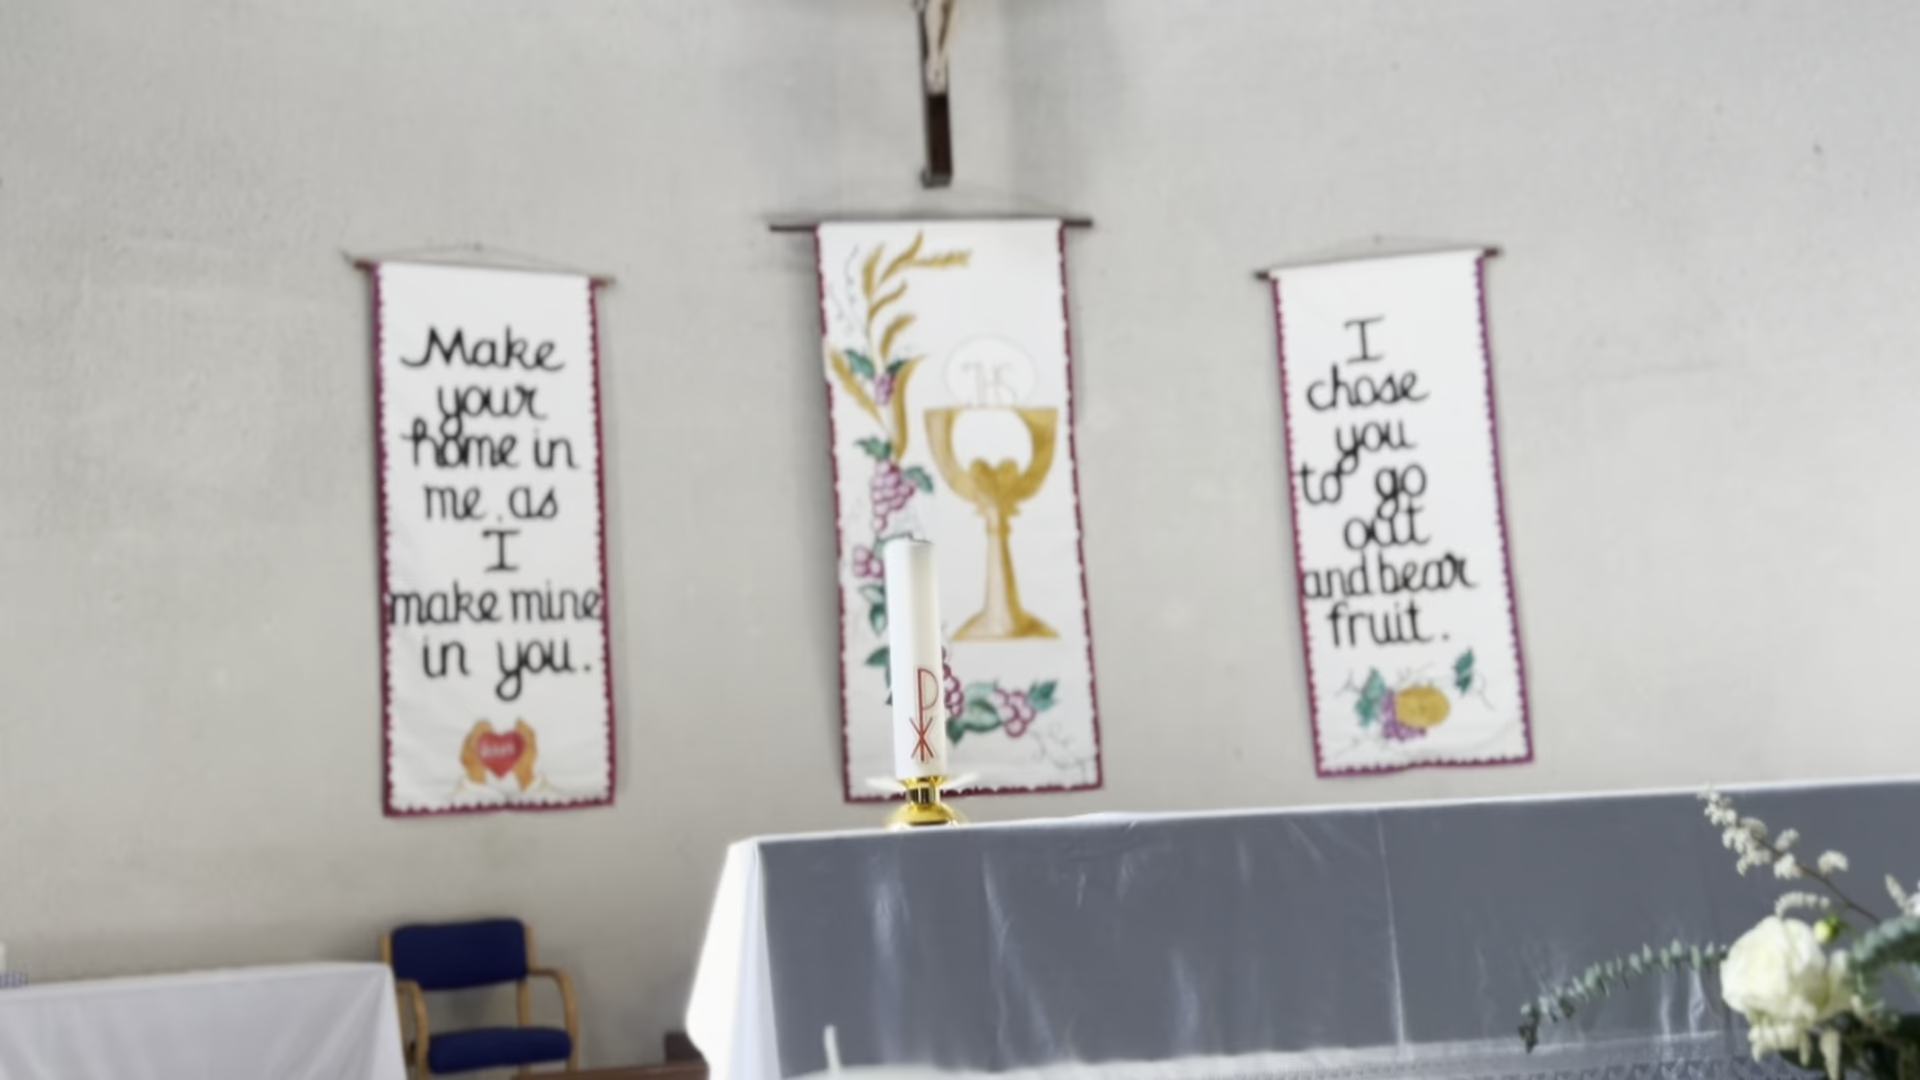 Make
your
home in
me as
I
make mine
in you.
IHS
I
chose
you
to go
out
and bear
fruit.